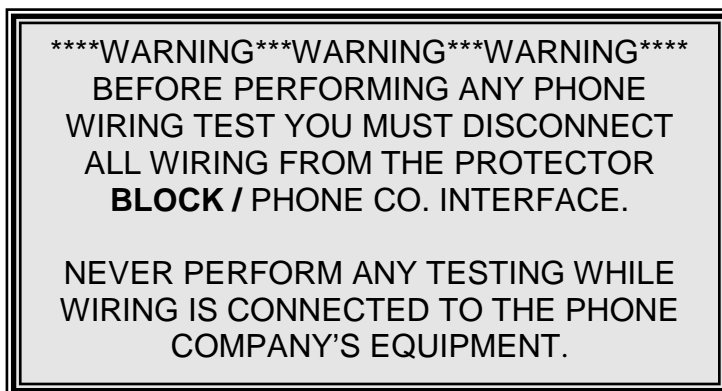 ****WARNING***WARNING***WARNING****
BEFORE PERFORMING ANY PHONE
WIRING TEST YOU MUST DISCONNECT
ALL WIRING FROM THE PROTECTOR
BLOCK / PHONE CO. INTERFACE.
NEVER PERFORM ANY TESTING WHILE
WIRING IS CONNECTED TO THE PHONE
COMPANY'S EQUIPMENT.